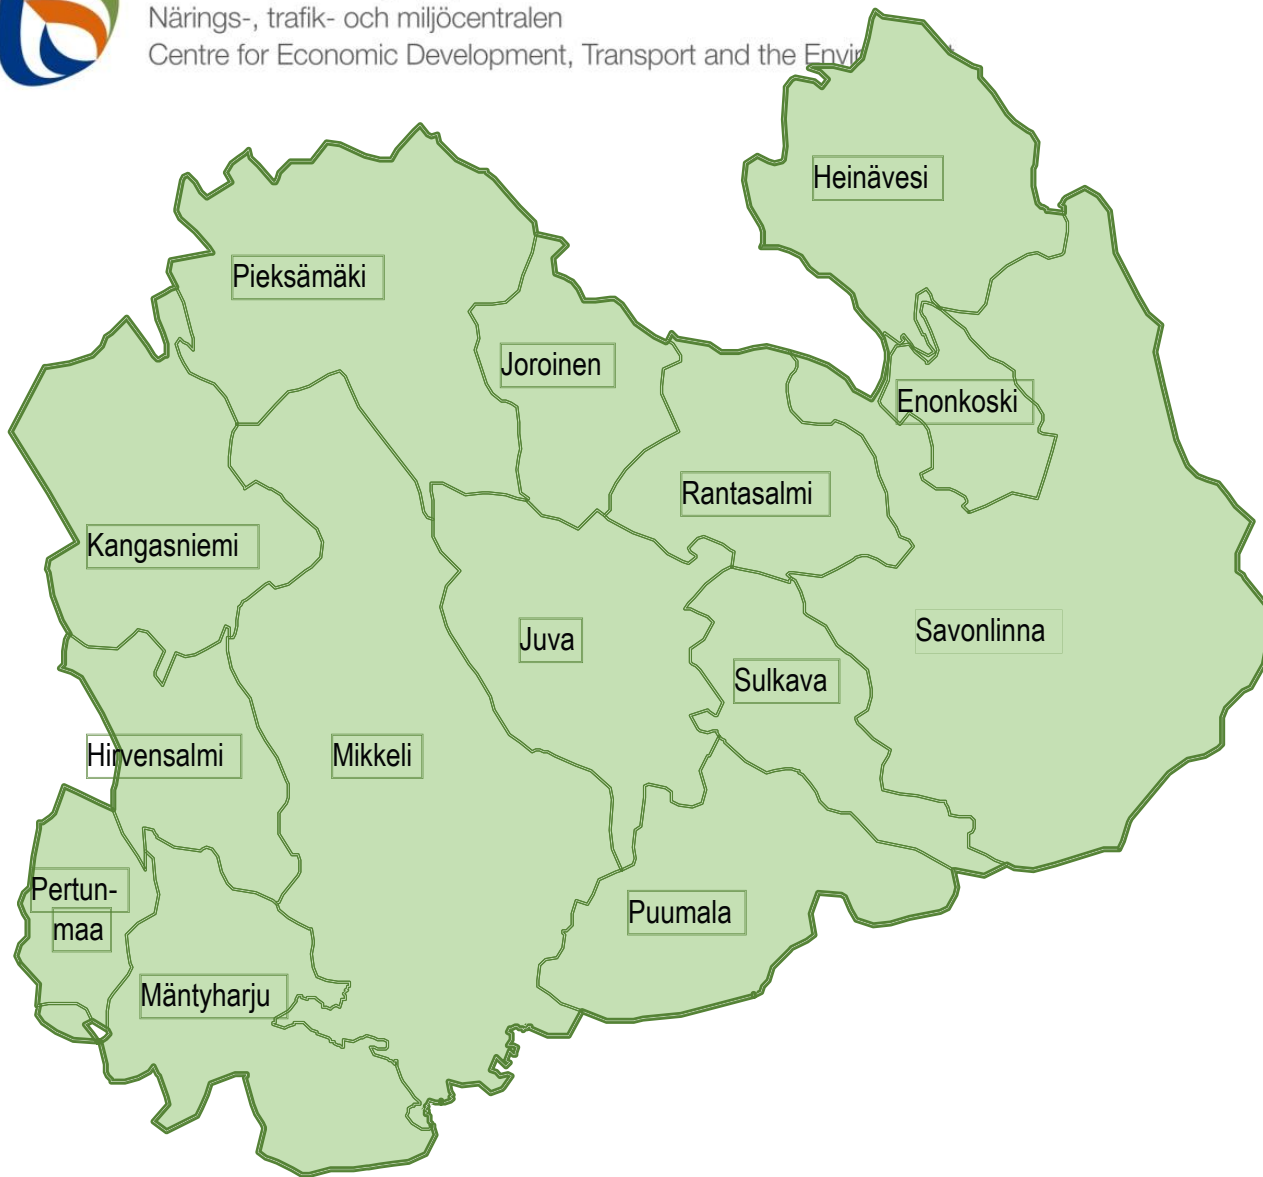 Närings-, trafik- och miljöcentralen
Centre for Economic Development, Transport and the
Heinävesi
Pieksämäki
Joroinen
Enonkoski
Rantasalmi
Kangasniemi
Juva
Savonlinna
Sulkava
Hirvensalmi
Mikkeli
Pertun-
maa
Puumala
Mäntyharju